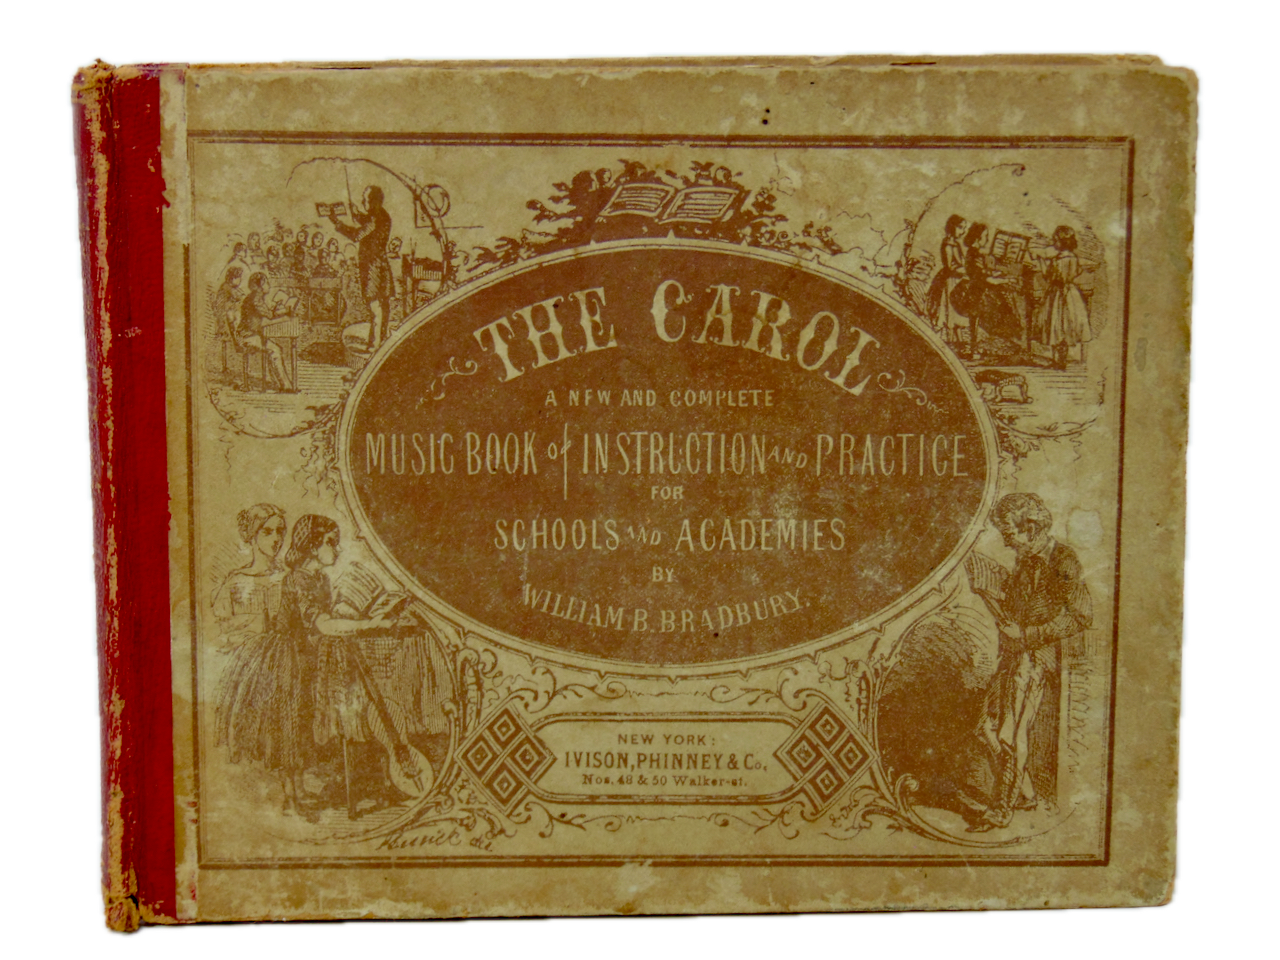 THE CAROL
A NEW AND COMPLETE
MUSIC BOOK of INSTRUCTION AND PRACTICE
FOR
SCHOOLS AND ACADEMIES
BY
WILLIAM B. BRADBURY.
NEW YORK:
IVISON, PHINNEY & Co.
Nos. 48 & 50 Walker-st.